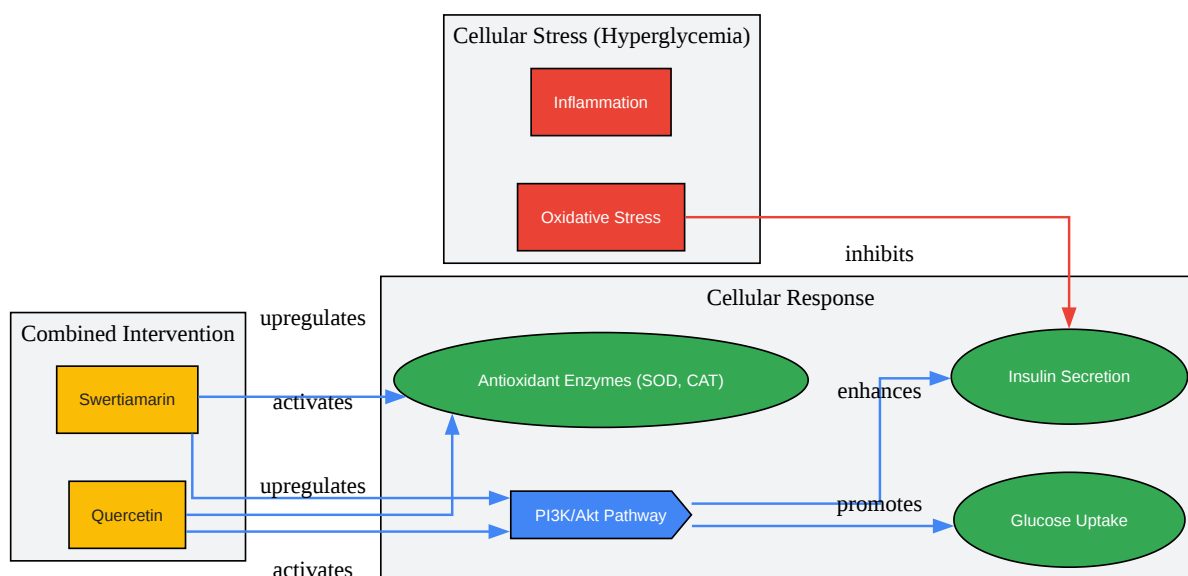 Cellular Stress (Hyperglycemia)
Inflammation
Oxidative Stress
inhibits
Cellular Response
Combined Intervention
upregulates
Swertiamarin
activates
Antioxidant Enzymes (SOD, CAT)
enhances
Insulin Secretion
upregulates
Quercetin
PI3K/Akt Pathway
promotes
Glucose Uptake
activates